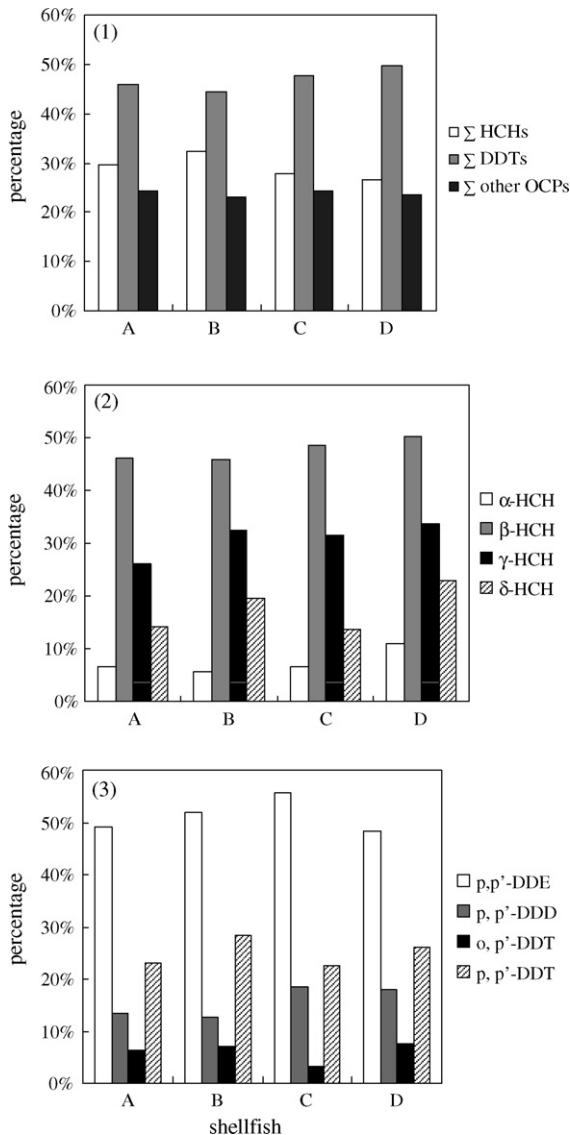 (1)
60%
50%
40%
30%
20%
10%
0%
percentage
A B C D
∑ HCHs
∑ DDTs
∑ other OCPs
(2)
60%
50%
40%
30%
20%
10%
0%
percentage
A B C D
α-HCH
β-HCH
γ-HCH
δ-HCH
(3)
60%
50%
40%
30%
20%
10%
0%
percentage
A B C D
shellfish
p,p'-DDE
p, p'-DDD
o, p'-DDT
p, p'-DDT